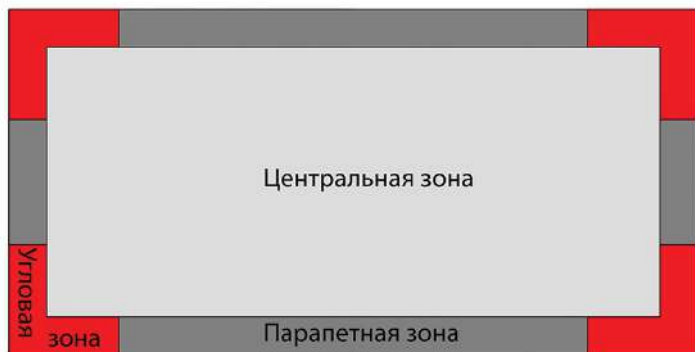 Центральная зона
Угловая
зона
Парапетная зона